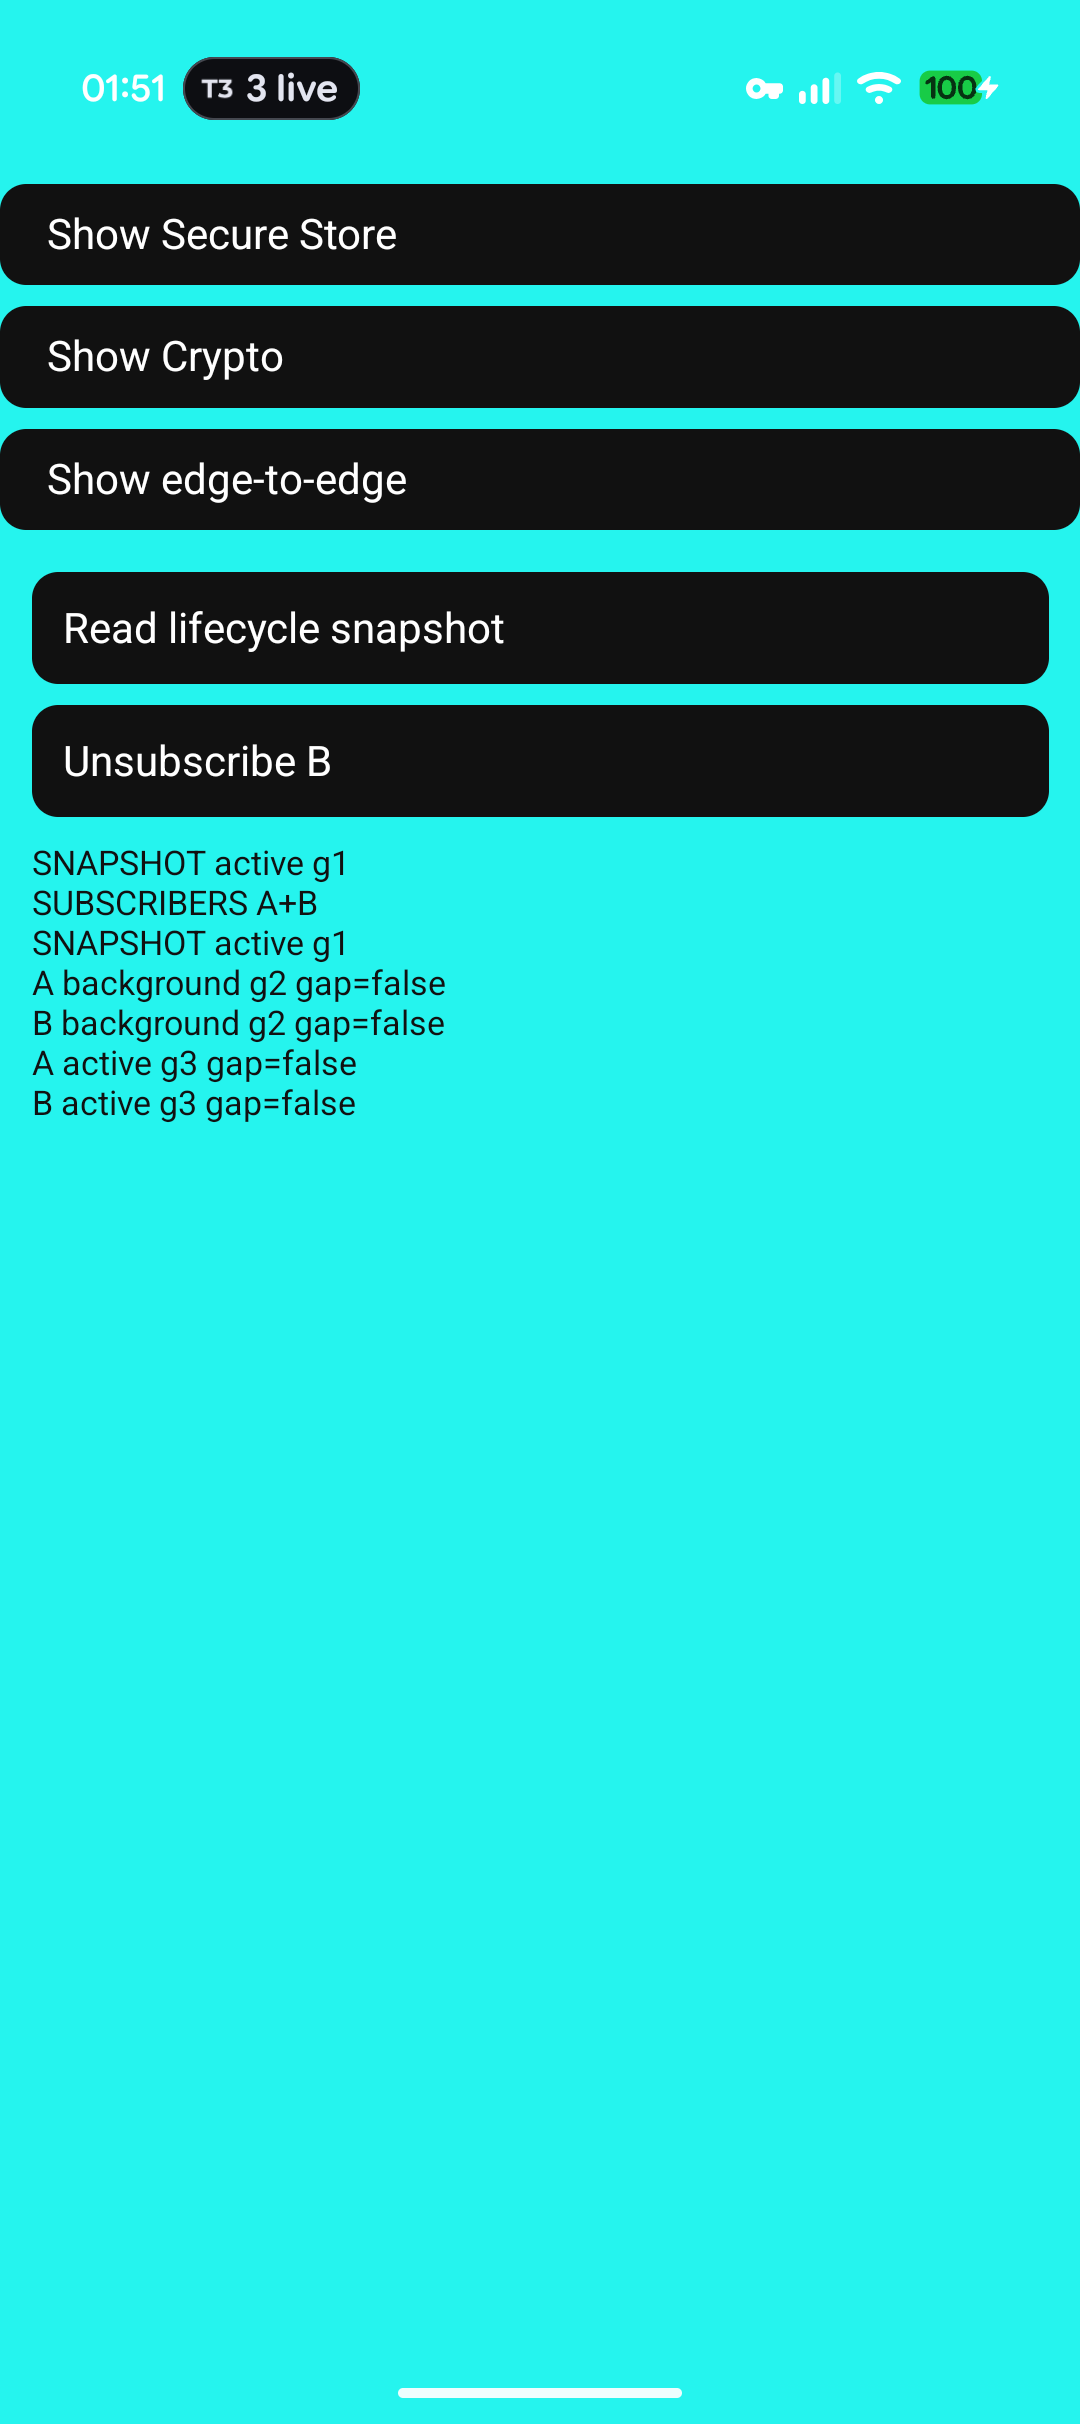 01:51 T3 3 live 100
Show Secure Store
Show Crypto
Show edge-to-edge
Read lifecycle snapshot
Unsubscribe B
SNAPSHOT active g1
SUBSCRIBERS A+B
SNAPSHOT active g1
A background g2 gap=false
B background g2 gap=false
A active g3 gap=false
B active g3 gap=false